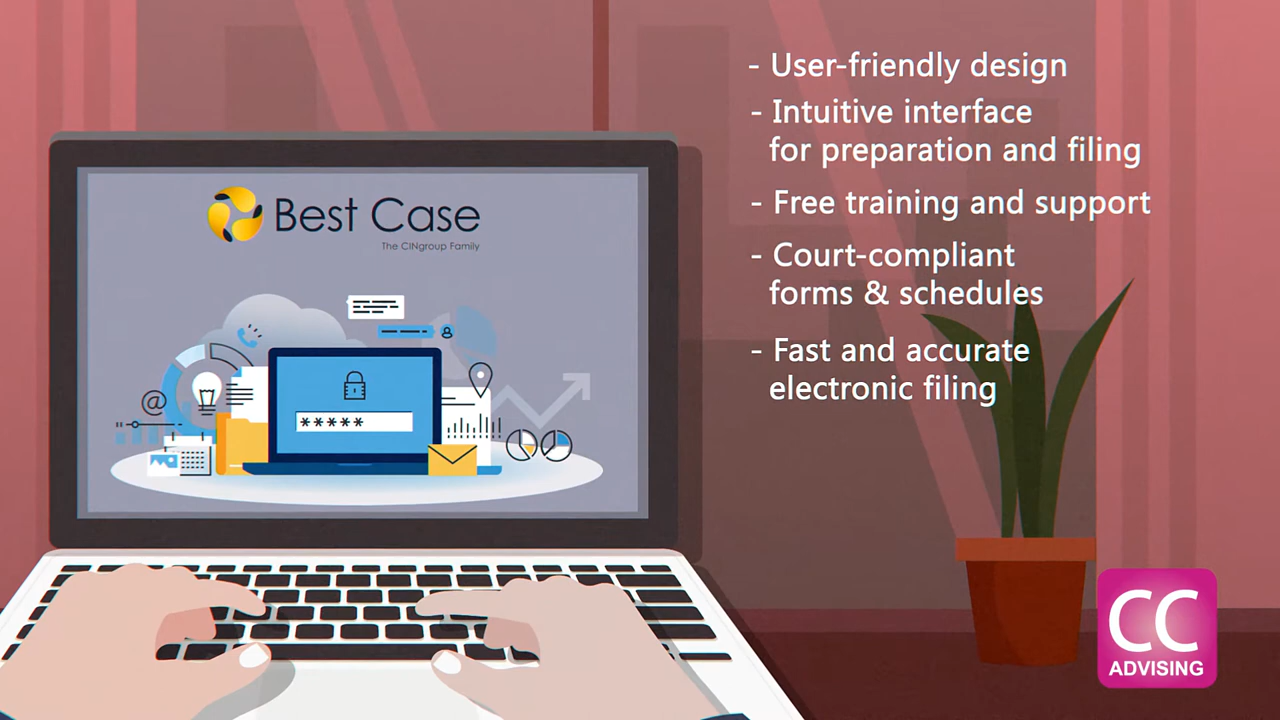 - User-friendly design
- Intuitive interface
for preparation and filing
- Free training and support
- Court-compliant
forms & schedules
- Fast and accurate
electronic filing
Best Case
The CINgroup Family
@
*****
CC
ADVISING